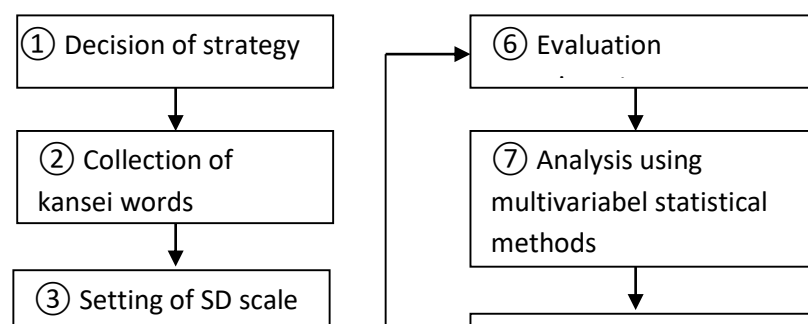 ① Decision of strategy
② Collection of
kansei words
③ Setting of SD scale
⑥ Evaluation
⑦ Analysis using
multivariabel statistical
methods